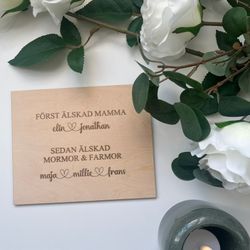 FÖRST ÄLSKAD MAMMA
elin jonathan
SEDAN ÄLSKAD
MORMOR & FARMOR
maja millie frans